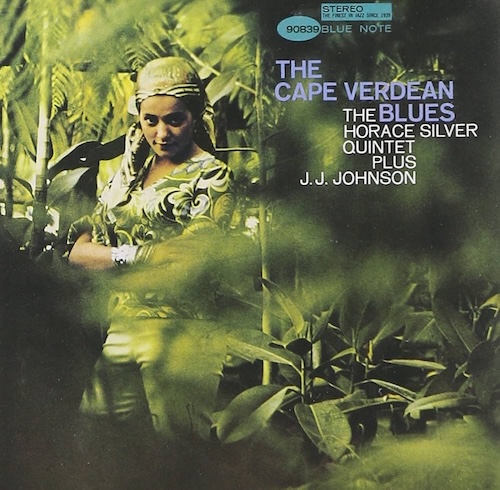 STEREO
THE FINEST IN JAZZ SINCE 1939
90839 BLUE NOTE
THE
CAPE VERDEAN
THE BLUES
HORACE SILVER
QUINTET
PLUS
J.J. JOHNSON